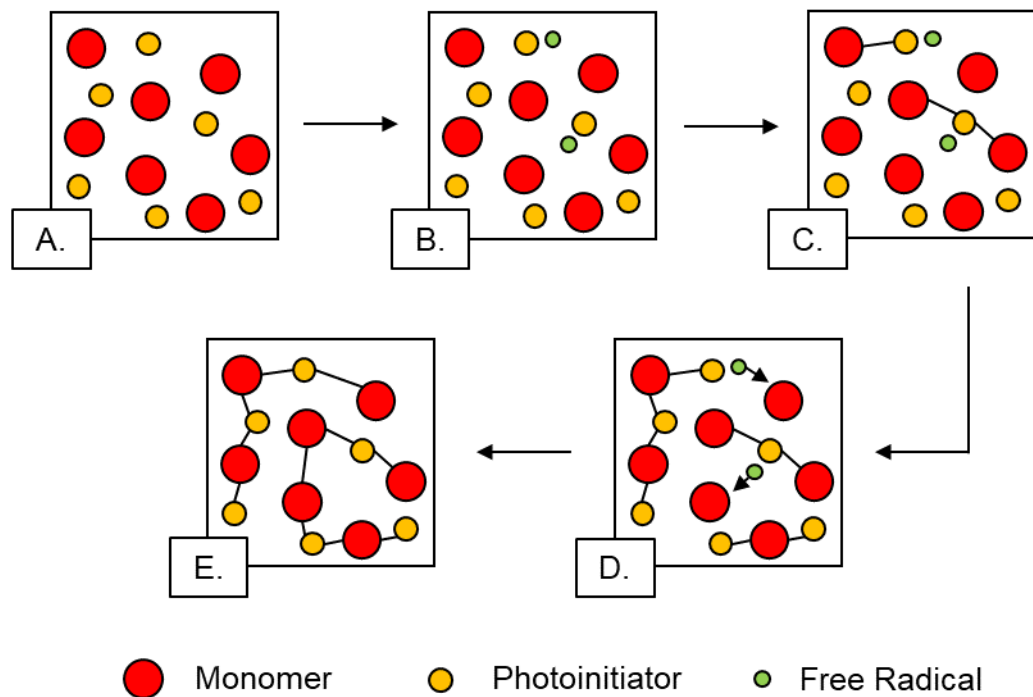 A.
B.
C.
E.
D.
Monomer
Photoinitiator
Free Radical